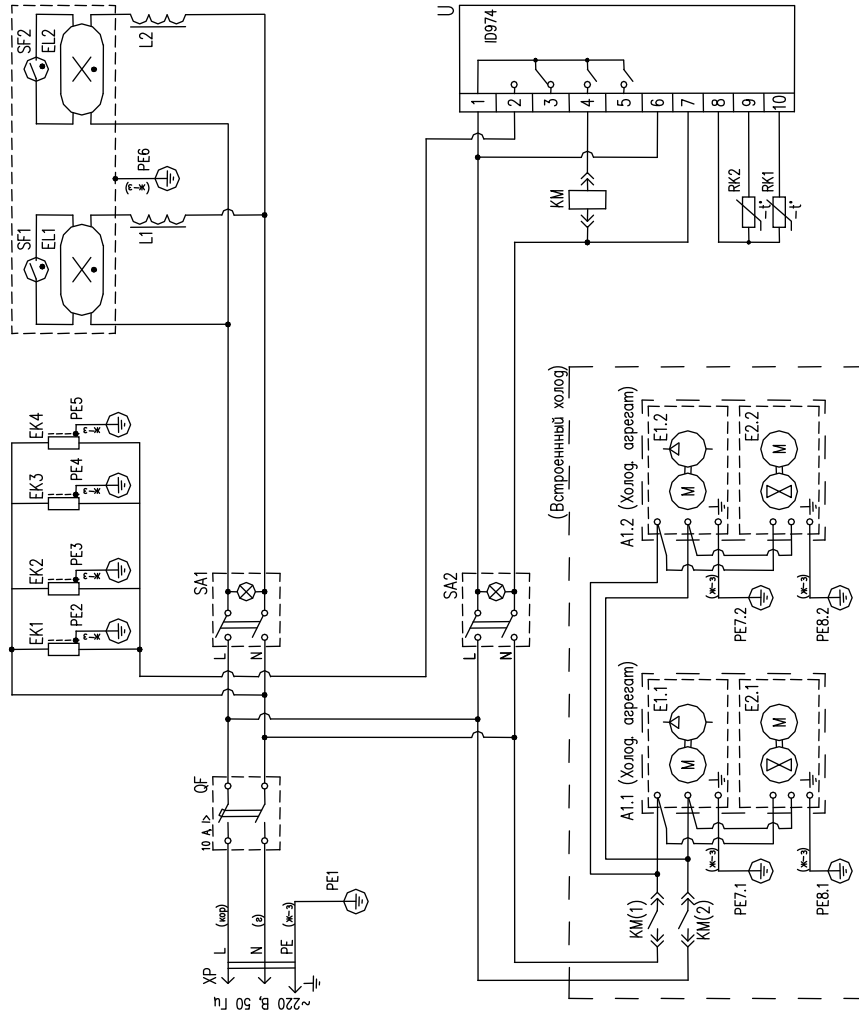 SF2
EL2
L2
PE6
(ж-з)
SF1
EL1
L1
EK4
PE5
ж-з
EK3
PE4
ж-з
EK2
PE3
ж-з
EK1
PE2
ж-з
SA1
L
N
QF
10 А, I>
XP
~220 В, 50 Гц
L
(кор)
N
(г)
PE
(ж-з)
PE1
U
ID974
1
2
3
4
5
6
7
8
9
10
KM
RK2
-t°
RK1
-t°
SA2
L
N
(Встроенный холод)
A1.2 (Холод. агрегат)
E1.2
M
E2.2
M
(ж-з)
PE7.2
(ж-з)
PE8.2
A1.1 (Холод. агрегат)
E1.1
M
E2.1
M
(ж-з)
PE7.1
(ж-з)
PE8.1
KM(1)
KM(2)